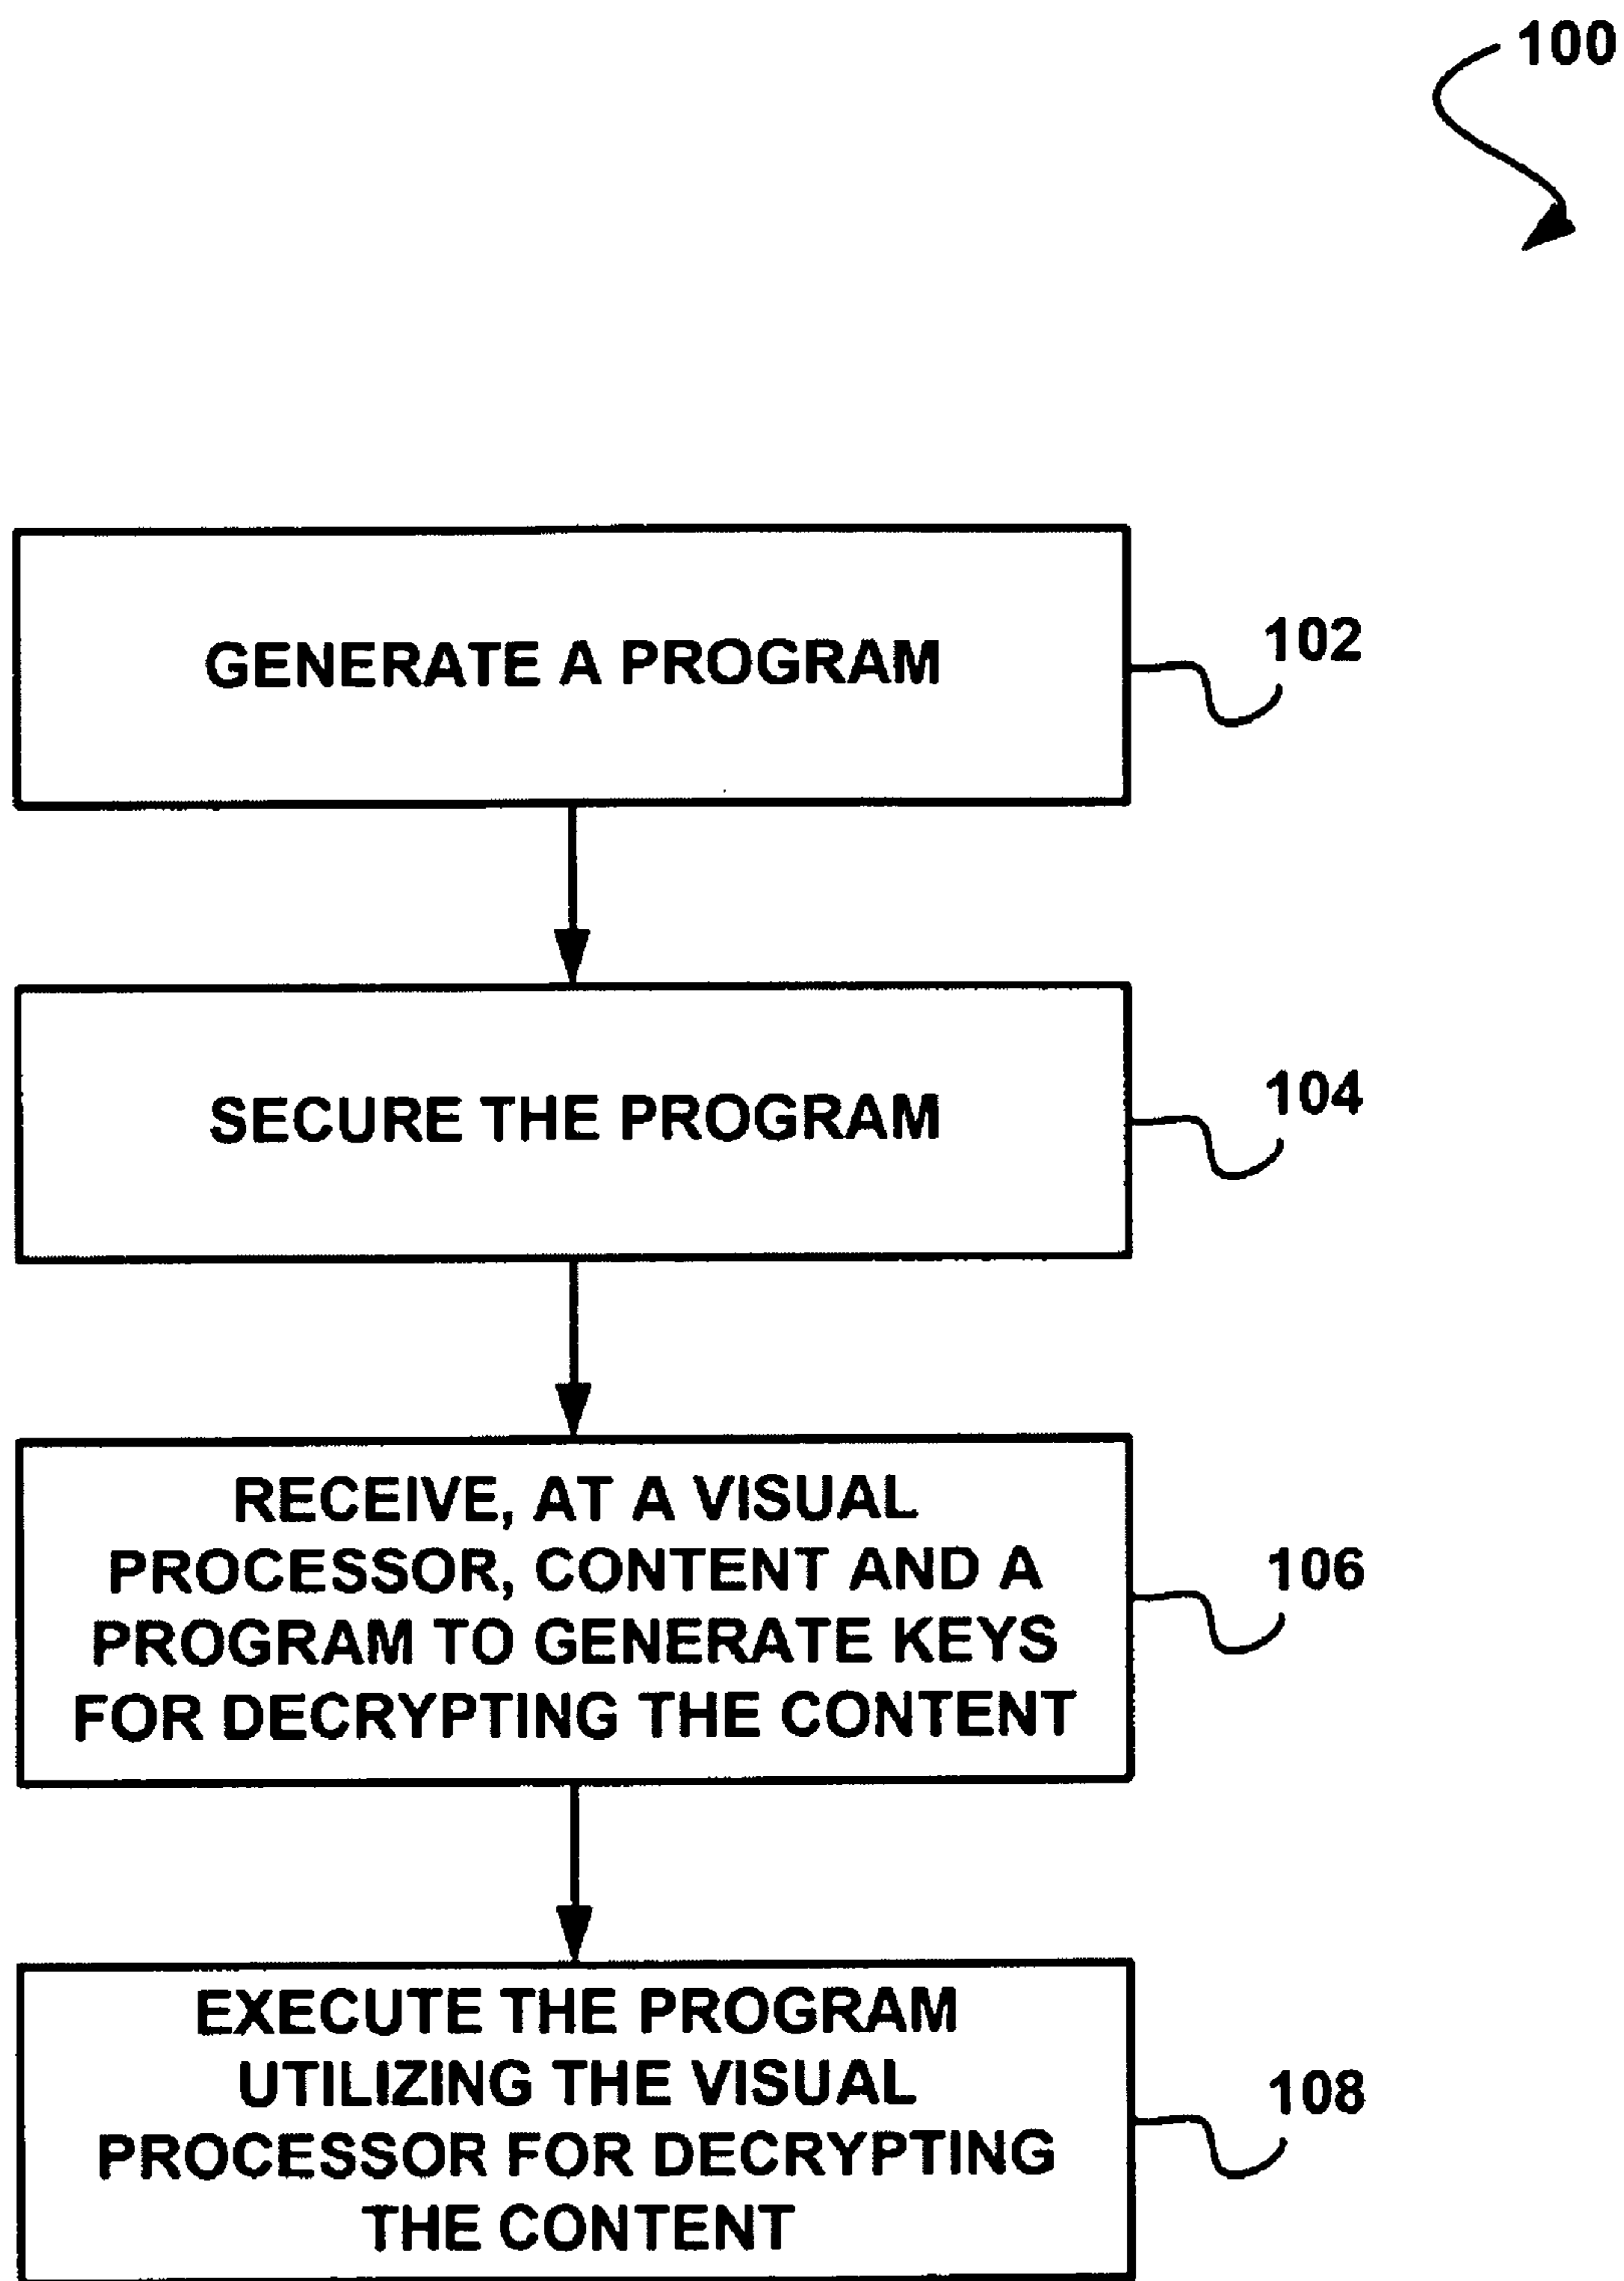 100
GENERATE A PROGRAM
102
SECURE THE PROGRAM
104
RECEIVE, AT A VISUAL
PROCESSOR, CONTENT AND A
PROGRAM TO GENERATE KEYS
FOR DECRYPTING THE CONTENT
106
EXECUTE THE PROGRAM
UTILIZING THE VISUAL
PROCESSOR FOR DECRYPTING
THE CONTENT
108